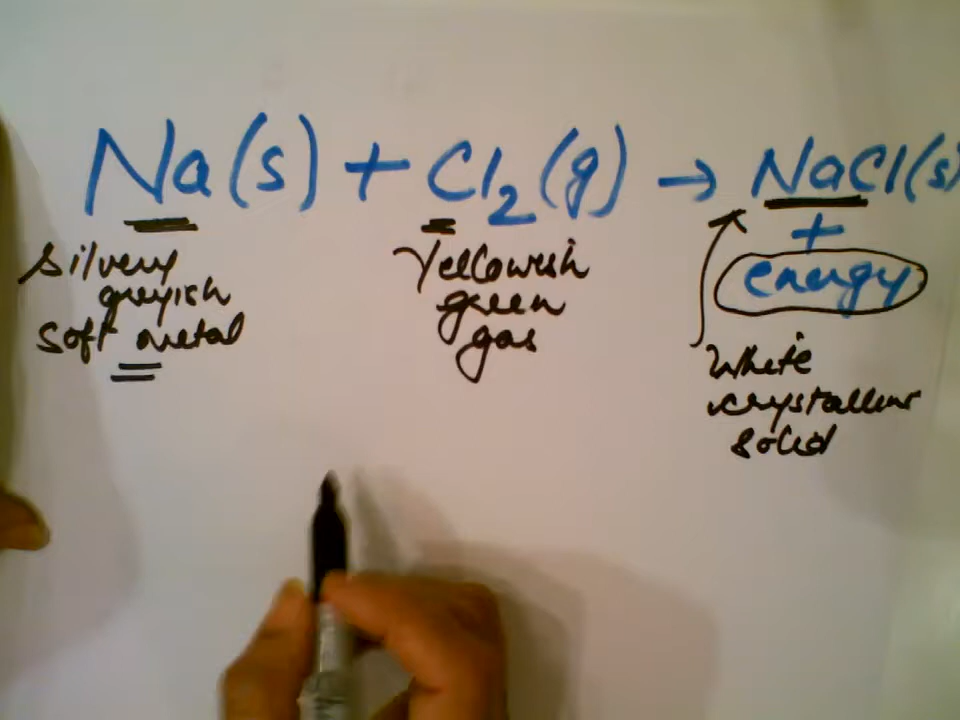 Na(s) + Cl2(g) → NaCl(s)
+
energy
Silvery
greyish
soft metal
Yellowish
green
gas
White
crystalline
solid